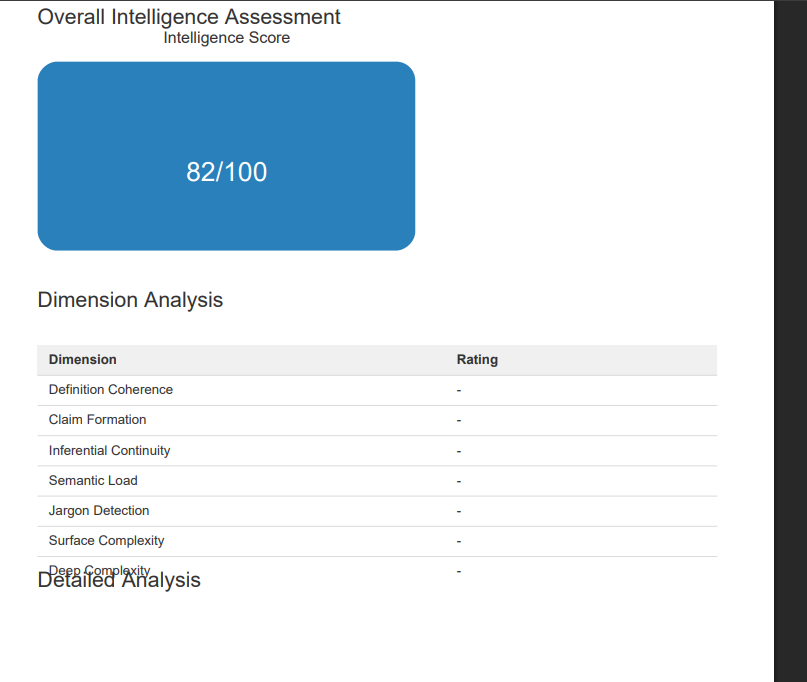 Overall Intelligence Assessment
Intelligence Score
82/100
Dimension Analysis
Dimension Rating
Definition Coherence -
Claim Formation -
Inferential Continuity -
Semantic Load -
Jargon Detection -
Surface Complexity -
Deep Complexity -
Detailed Analysis